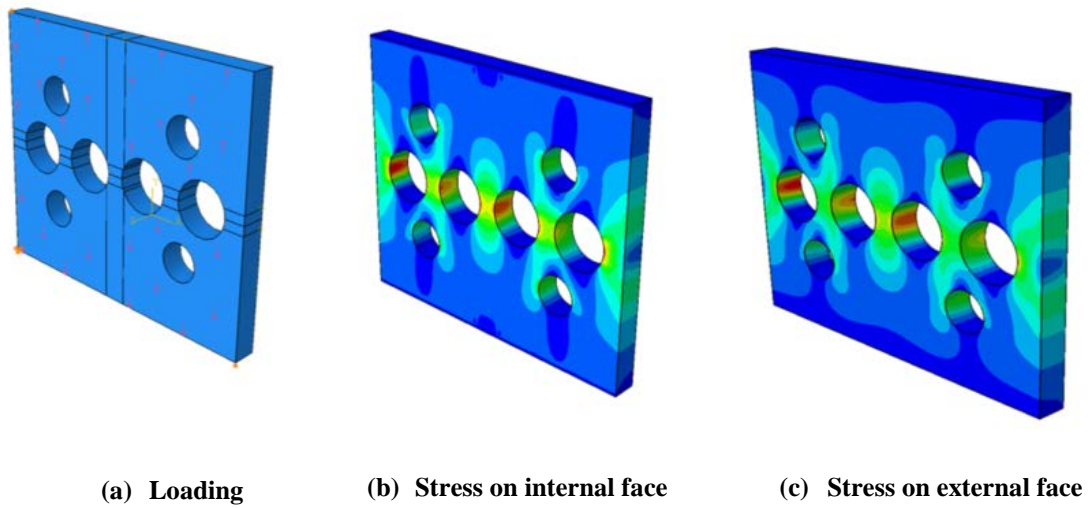 (a) Loading
(b) Stress on internal face
(c) Stress on external face